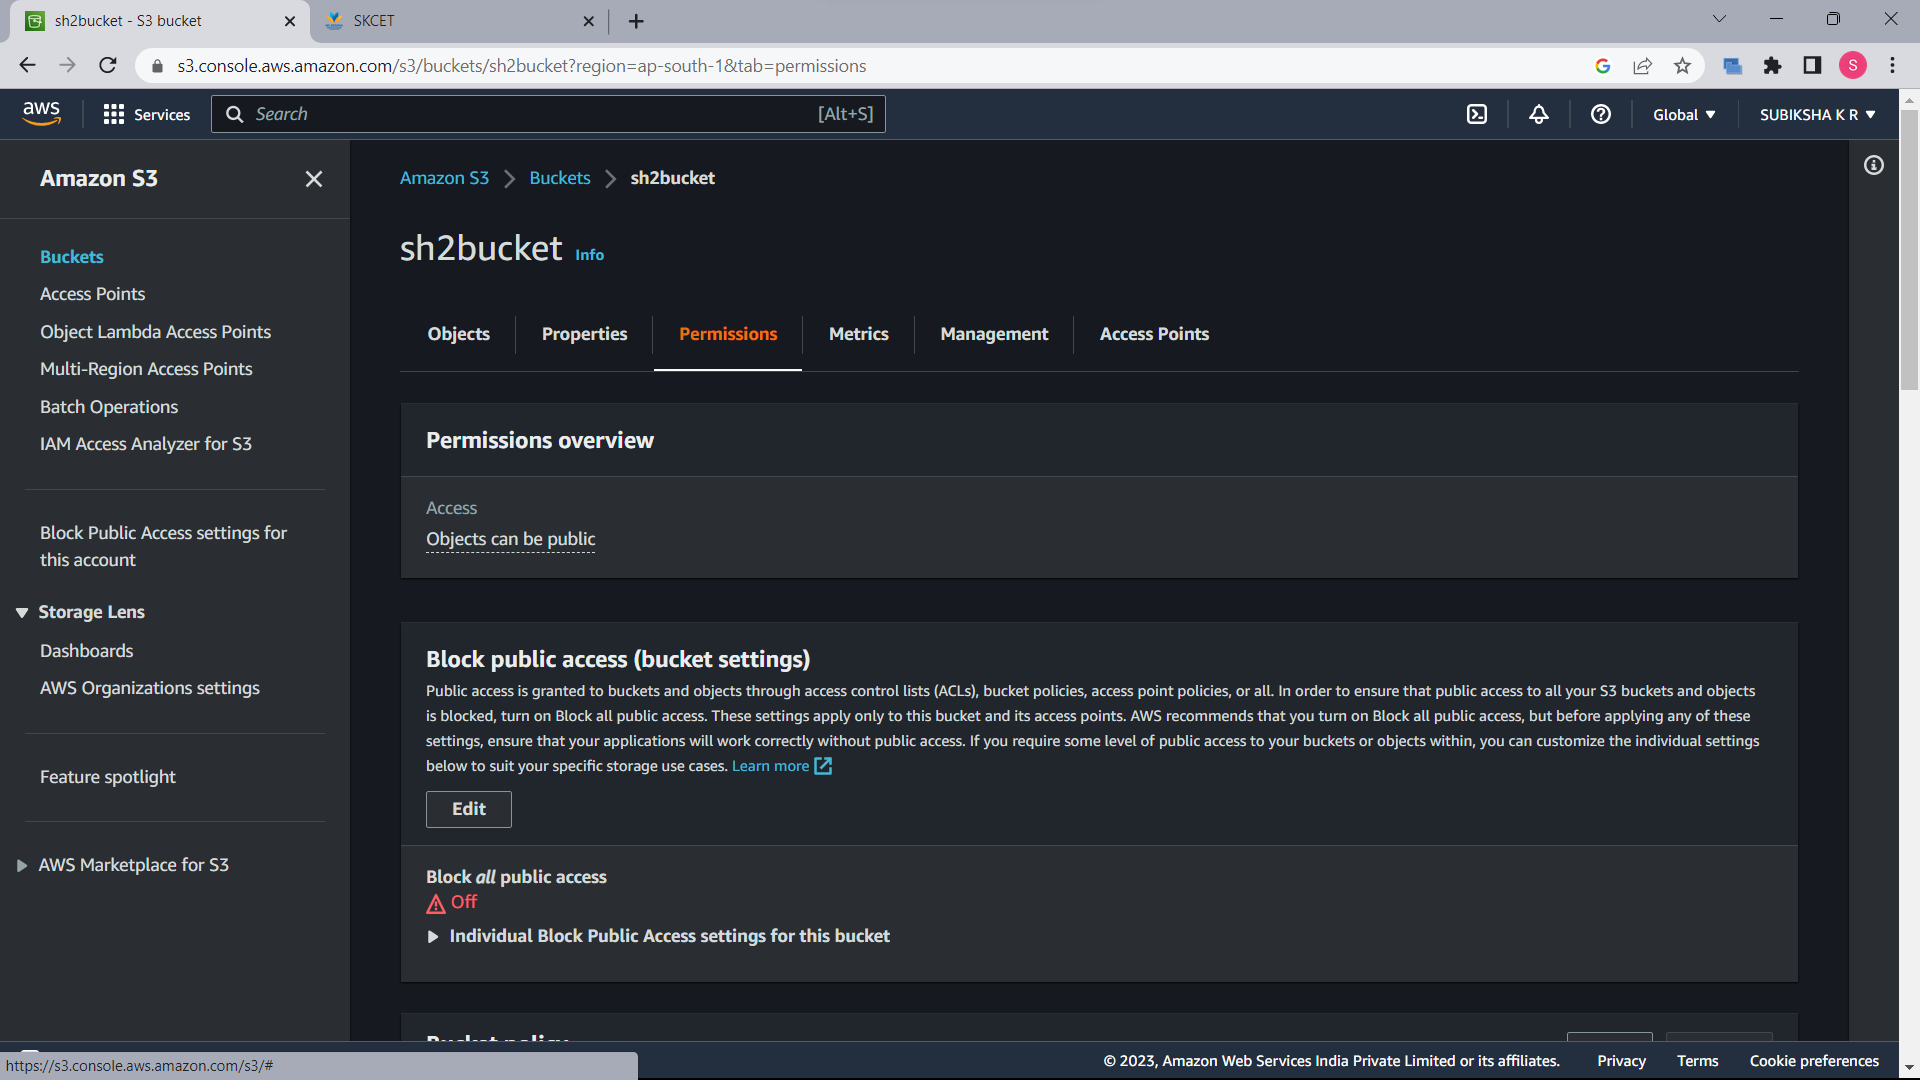 sh2bucket - S3 bucket
SKCET
s3.console.aws.amazon.com/s3/buckets/sh2bucket?region=ap-south-1&tab=permissions
S
aws
Services
Search
[Alt+S]
Global
SUBIKSHA K R
Amazon S3
Buckets
Access Points
Object Lambda Access Points
Multi-Region Access Points
Batch Operations
IAM Access Analyzer for S3
Block Public Access settings for
this account
Storage Lens
Dashboards
AWS Organizations settings
Feature spotlight
AWS Marketplace for S3
Amazon S3 > Buckets > sh2bucket
sh2bucket Info
Objects
Properties
Permissions
Metrics
Management
Access Points
Permissions overview
Access
Objects can be public
Block public access (bucket settings)
Public access is granted to buckets and objects through access control lists (ACLs), bucket policies, access point policies, or all. In order to ensure that public access to all your S3 buckets and objects
is blocked, turn on Block all public access. These settings apply only to this bucket and its access points. AWS recommends that you turn on Block all public access, but before applying any of these
settings, ensure that your applications will work correctly without public access. If you require some level of public access to your buckets or objects within, you can customize the individual settings
below to suit your specific storage use cases. Learn more
Edit
Block all public access
Off
Individual Block Public Access settings for this bucket
Bucket policy
https://s3.console.aws.amazon.com/s3/#
© 2023, Amazon Web Services India Private Limited or its affiliates.
Privacy
Terms
Cookie preferences